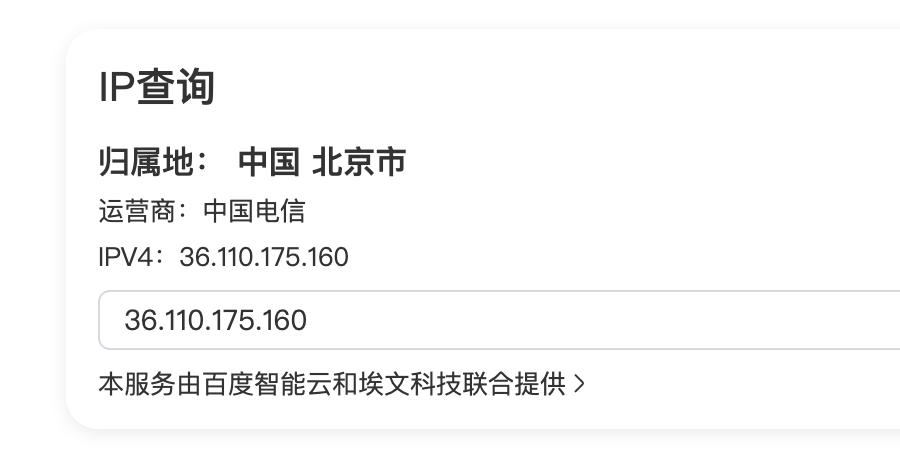 IP查询
归属地： 中国 北京市
运营商：中国电信
IPV4：36.110.175.160
36.110.175.160
本服务由百度智能云和埃文科技联合提供 >